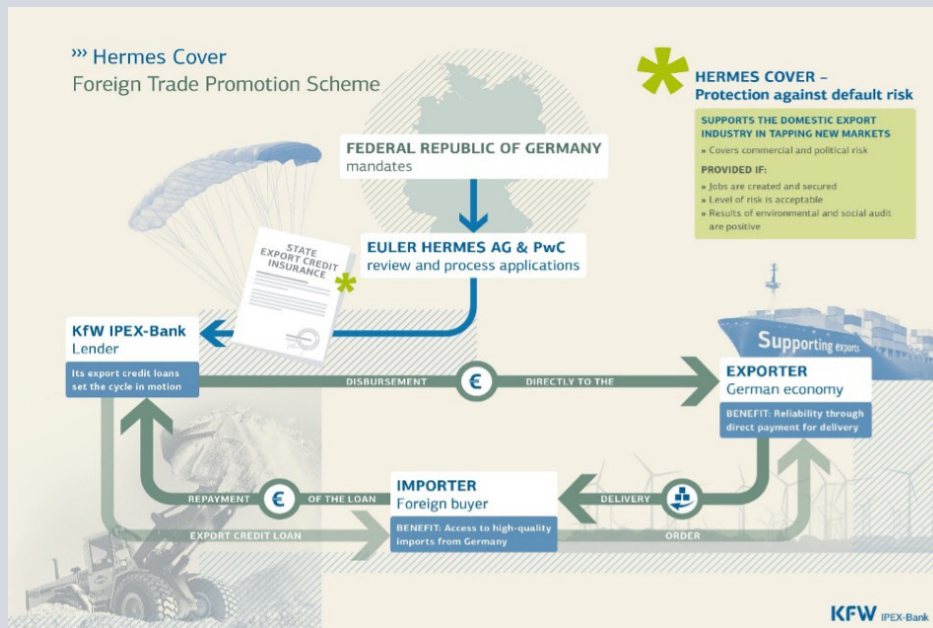 ››› Hermes Cover
Foreign Trade Promotion Scheme
HERMES COVER –
Protection against default risk
SUPPORTS THE DOMESTIC EXPORT
INDUSTRY IN TAPPING NEW MARKETS
» Covers commercial and political risk
PROVIDED IF:
» Jobs are created and secured
» Level of risk is acceptable
» Results of environmental and social audit
are positive
FEDERAL REPUBLIC OF GERMANY
mandates
EULER HERMES AG & PwC
review and process applications
STATE
EXPORT CREDIT
INSURANCE
KfW IPEX-Bank
Lender
Its export credit loans
set the cycle in motion
DISBURSEMENT € DIRECTLY TO THE
Supporting exports
EXPORTER
German economy
BENEFIT: Reliability through
direct payment for delivery
IMPORTER
Foreign buyer
BENEFIT: Access to high-quality
imports from Germany
REPAYMENT € OF THE LOAN
DELIVERY
EXPORT CREDIT LOAN
ORDER
KFW IPEX-Bank